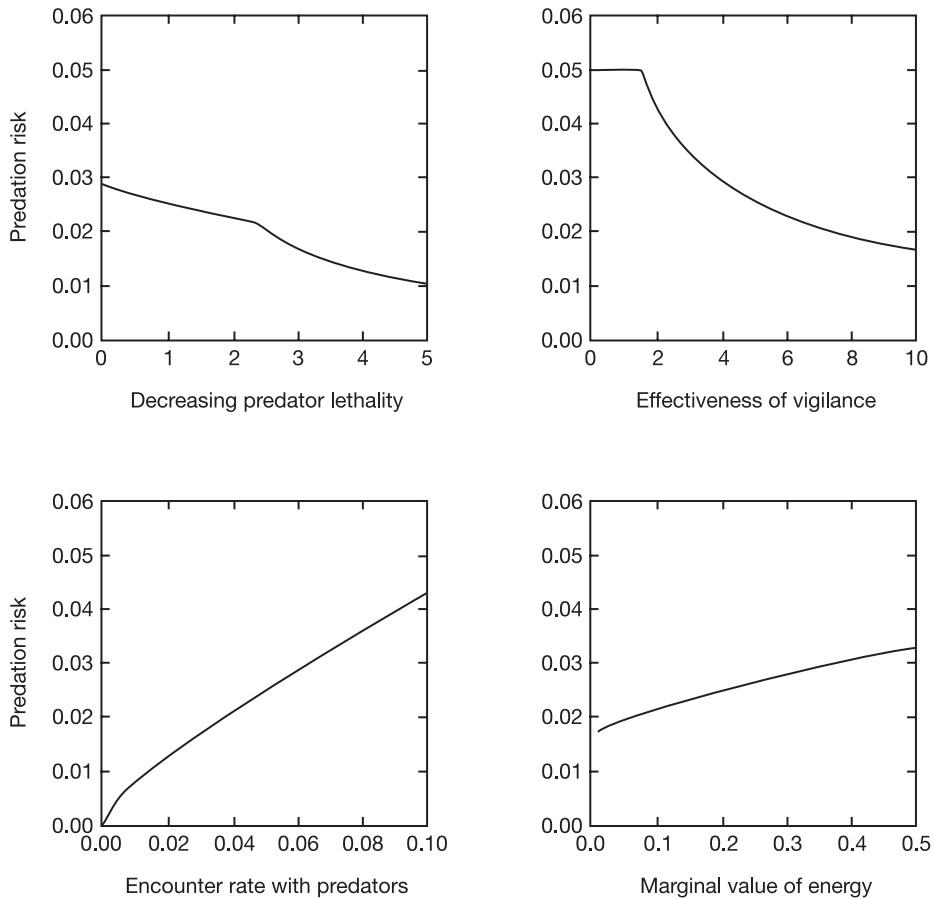 0.06
0.05
0.04
0.03
0.02
0.01
0.00
Predation risk
0 1 2 3 4 5
Decreasing predator lethality
0.06
0.05
0.04
0.03
0.02
0.01
0.00
0 2 4 6 8 10
Effectiveness of vigilance
0.06
0.05
0.04
0.03
0.02
0.01
0.00
Predation risk
0.00 0.02 0.04 0.06 0.08 0.10
Encounter rate with predators
0.06
0.05
0.04
0.03
0.02
0.01
0.00
0.0 0.1 0.2 0.3 0.4 0.5
Marginal value of energy